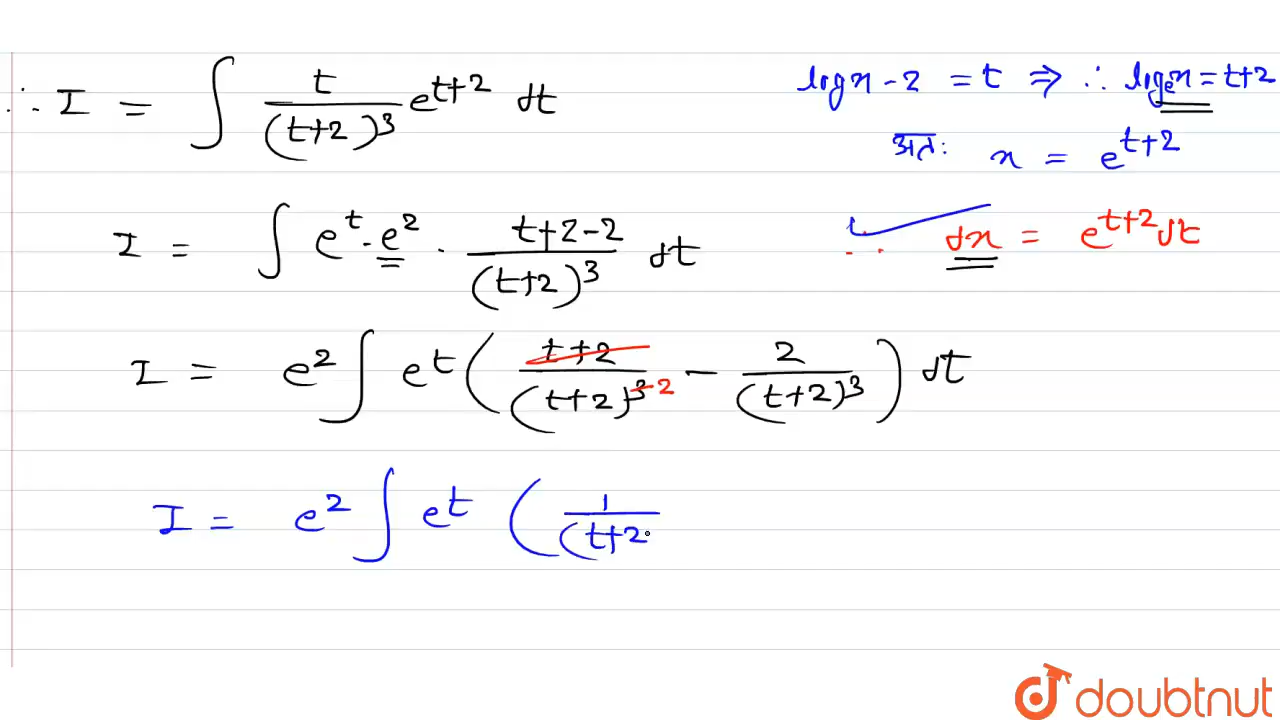 ∴ I = ∫ t/(t+2)³ e^(t+2) dt
log x - 2 = t ⇒ ∴ logₑx = t+2
अतः x = e^(t+2)
I = ∫ e^t · e² · (t+2-2)/(t+2)³ dt
∴ dx = e^(t+2) dt
I = e² ∫ e^t ( (t+2)/(t+2)³⁻² - 2/(t+2)³ ) dt
I = e² ∫ e^t ( 1/(t+2
doubtnut